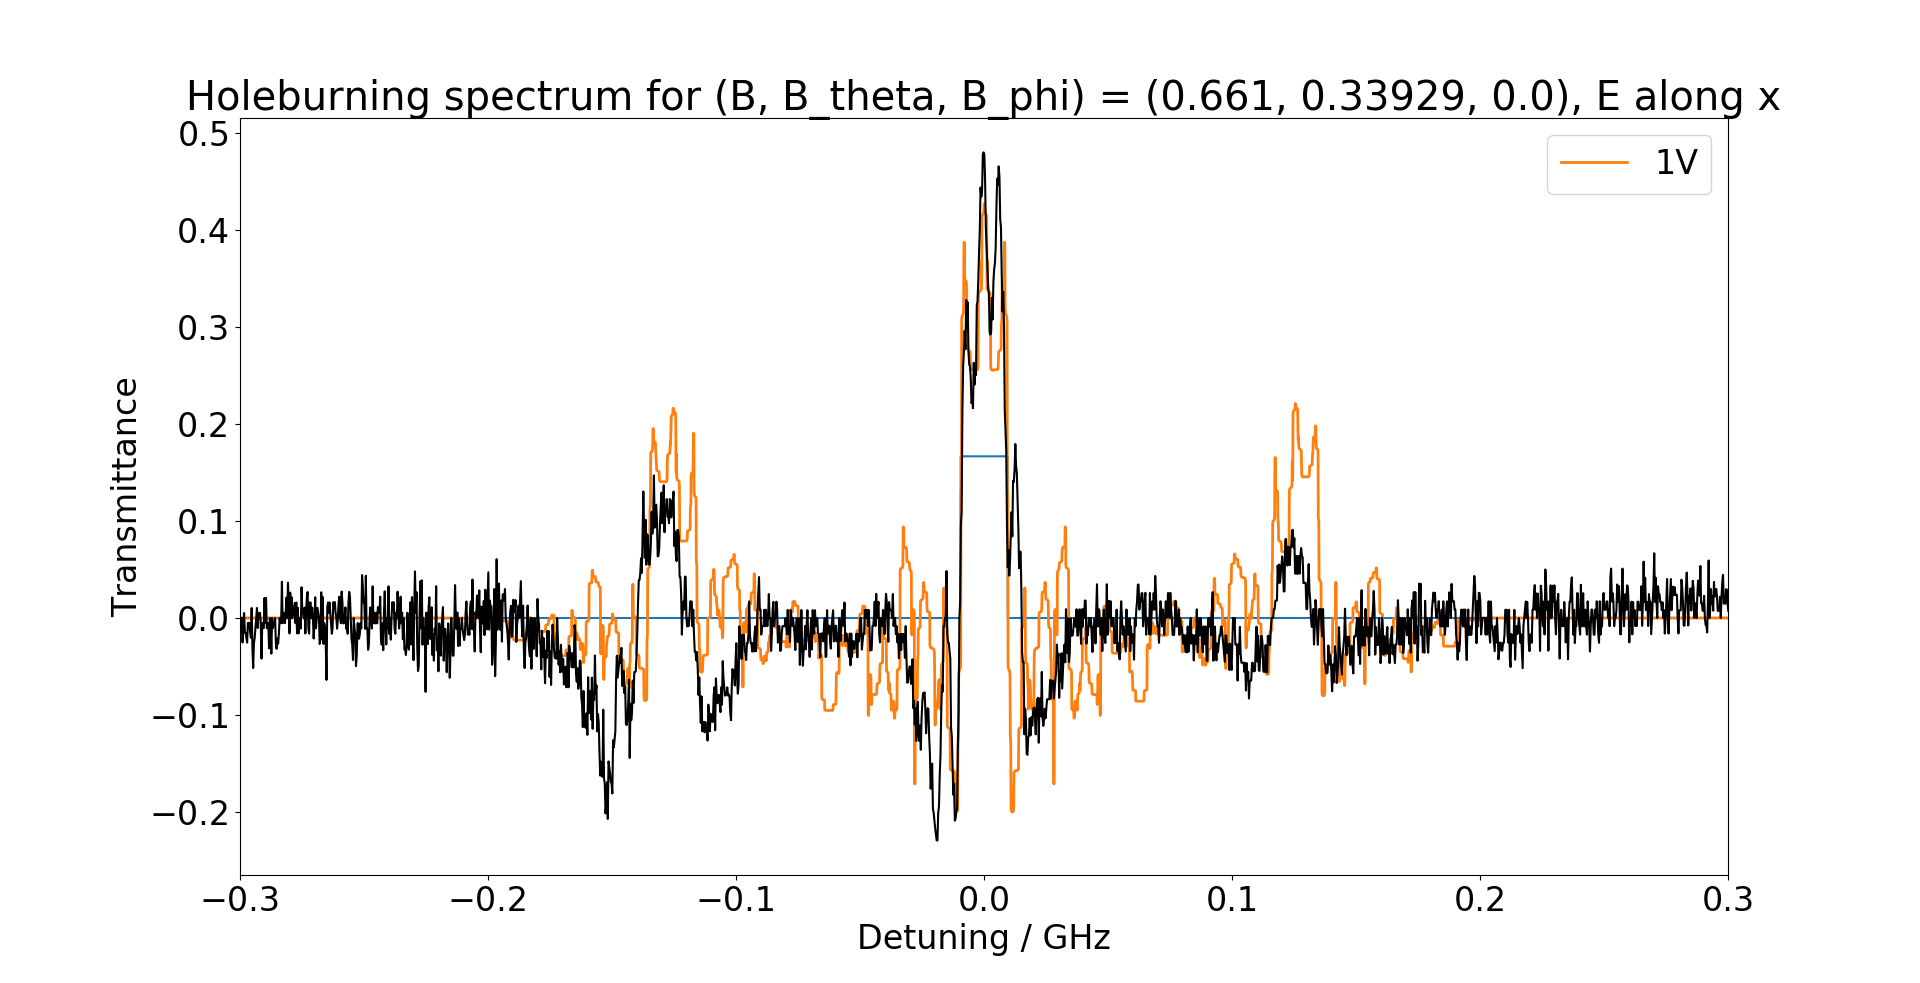 Holeburning spectrum for (B, B_theta, B_phi) = (0.661, 0.33929, 0.0), E along x
1V
Transmittance
0.5
0.4
0.3
0.2
0.1
0.0
−0.1
−0.2
−0.3 −0.2 −0.1 0.0 0.1 0.2 0.3
Detuning / GHz